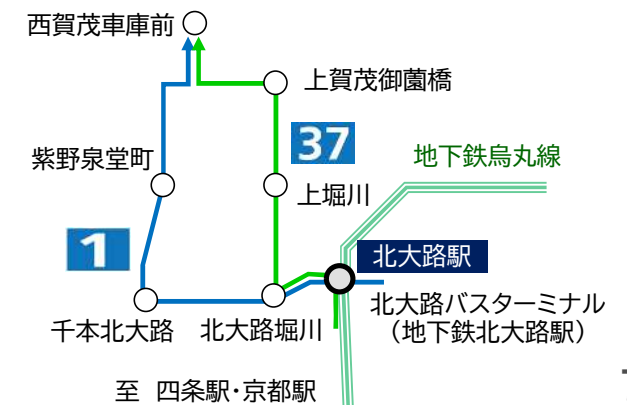 西賀茂車庫前
上賀茂御薗橋
37
地下鉄烏丸線
紫野泉堂町
上堀川
1
北大路駅
北大路バスターミナル
（地下鉄北大路駅）
千本北大路
北大路堀川
至 四条駅・京都駅